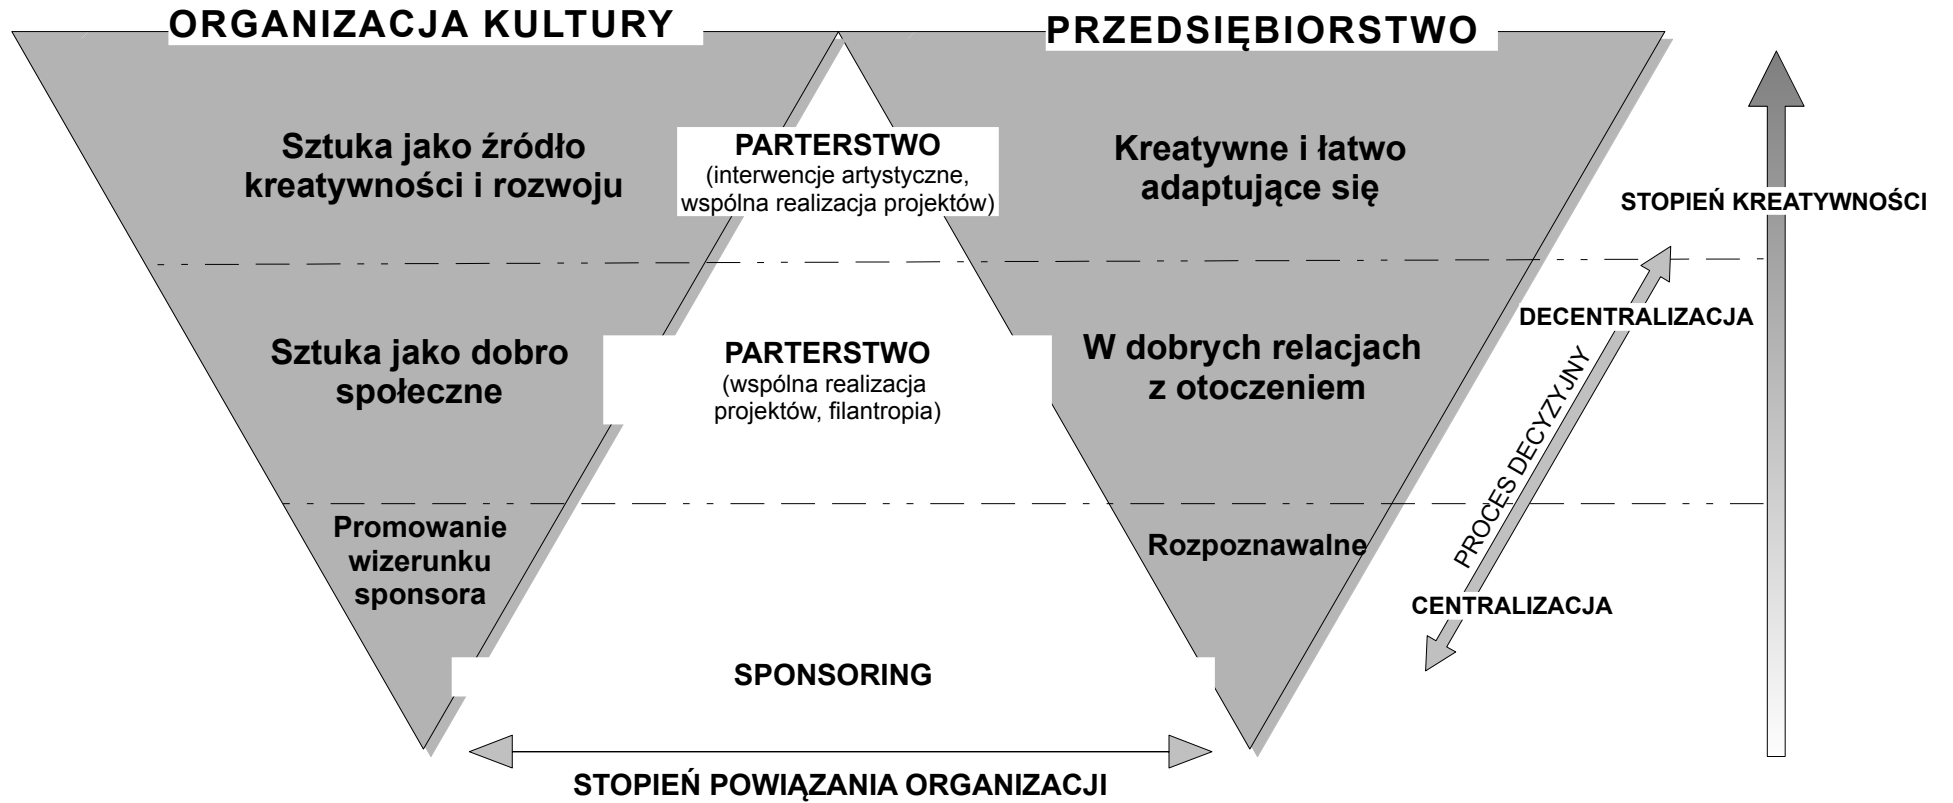 ORGANIZACJA KULTURY
PRZEDSIĘBIORSTWO
Sztuka jako źródło
kreatywności i rozwoju
PARTERSTWO
(interwencje artystyczne,
wspólna realizacja projektów)
Kreatywne i łatwo
adaptujące się
STOPIEŃ KREATYWNOŚCI
Sztuka jako dobro
społeczne
PARTERSTWO
(wspólna realizacja
projektów, filantropia)
W dobrych relacjach
z otoczeniem
DECENTRALIZACJA
PROCES DECYZYJNY
CENTRALIZACJA
Promowanie
wizerunku
sponsora
Rozpoznawalne
SPONSORING
STOPIEŃ POWIĄZANIA ORGANIZACJI